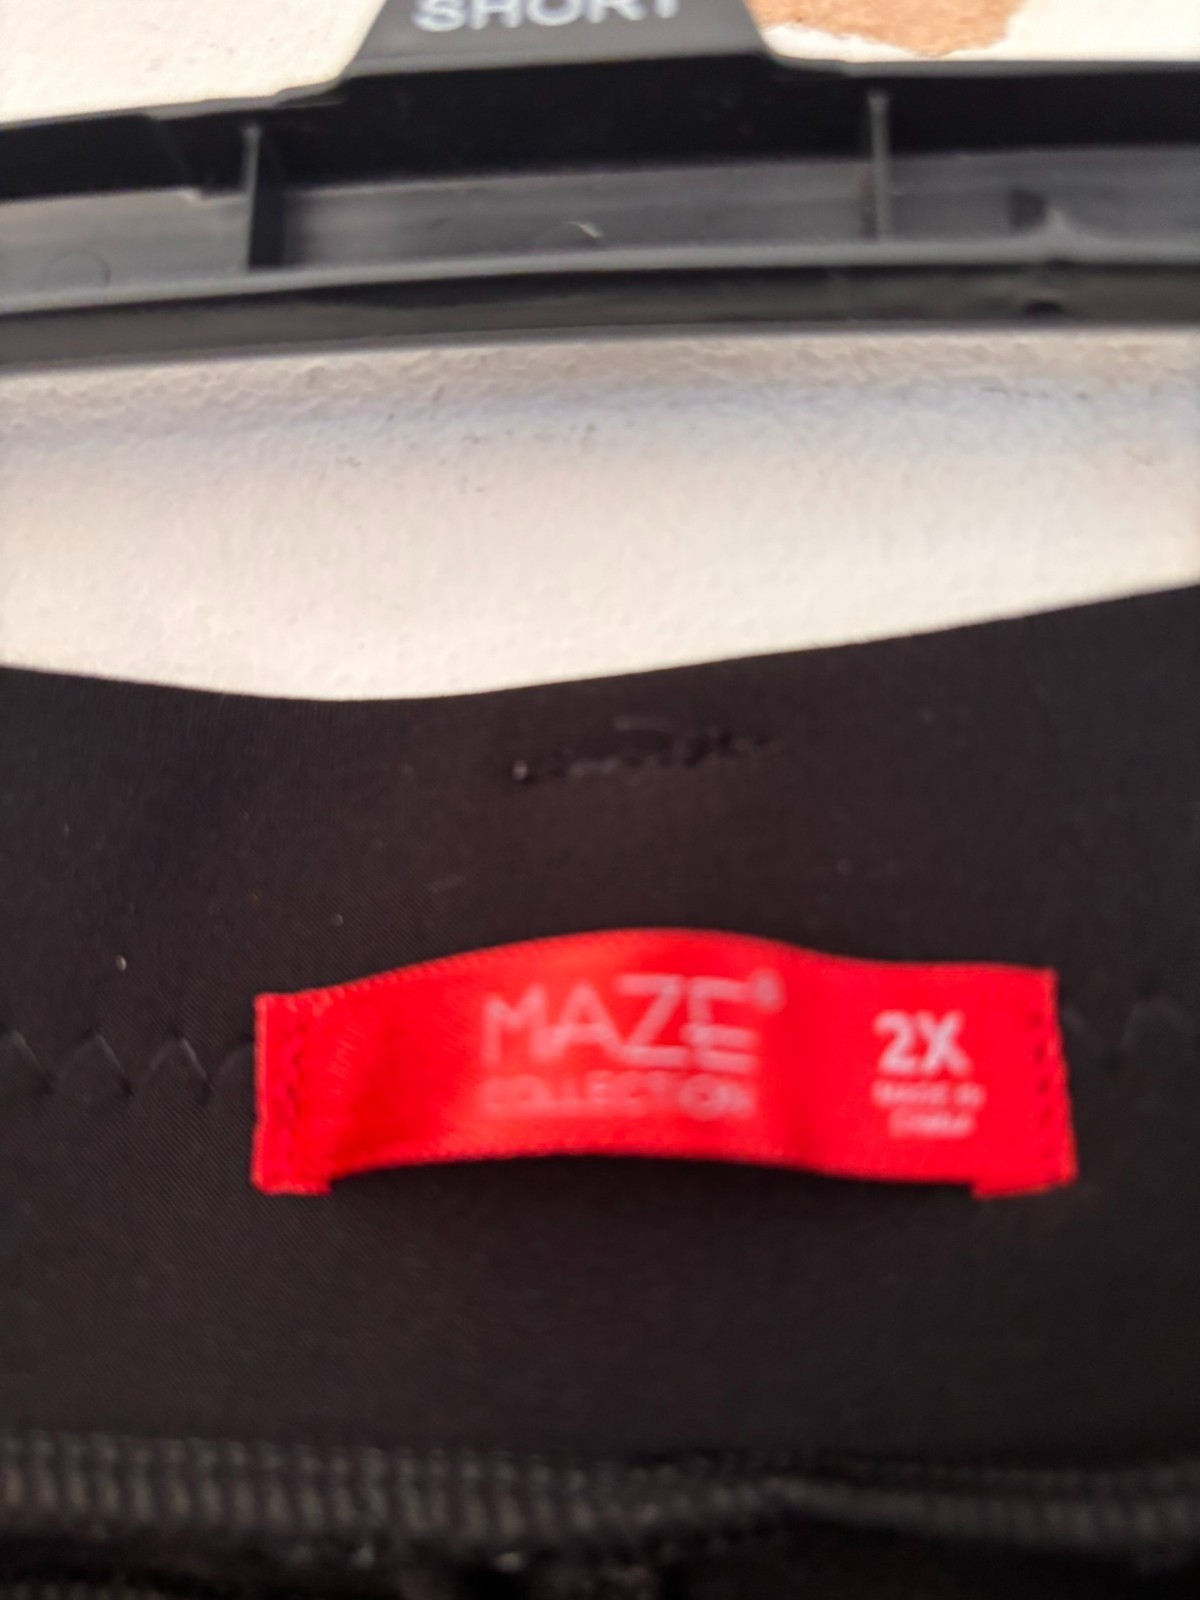 SHORT
MAZE
COLLECTION
2X
MADE IN
CHINA